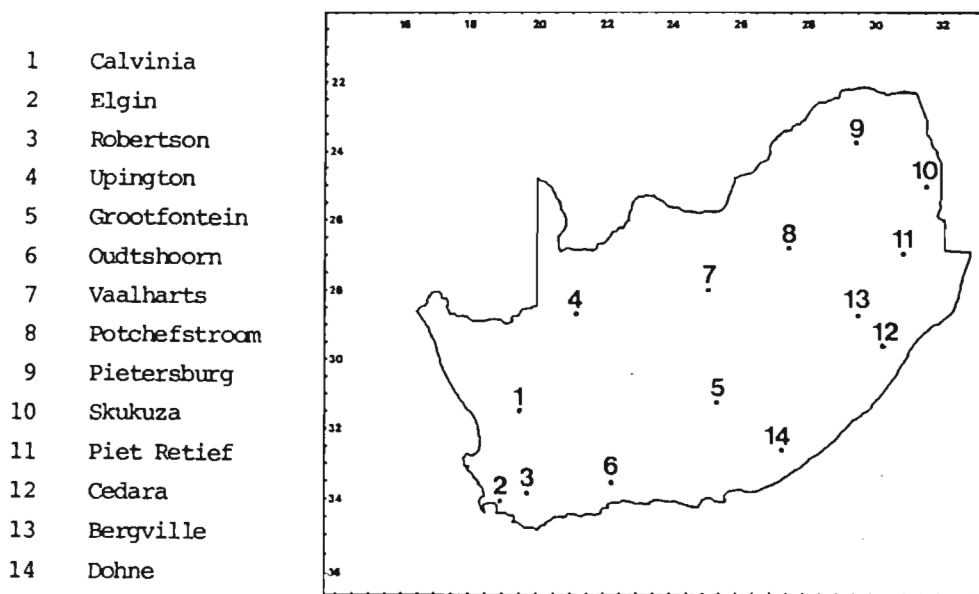 1 Calvinia
2 Elgin
3 Robertson
4 Upington
5 Grootfontein
6 Oudtshoorn
7 Vaalharts
8 Potchefstroom
9 Pietersburg
10 Skukuza
11 Piet Retief
12 Cedara
13 Bergville
14 Dohne
16 18 20 22 24 26 28 30 32
22
9
24
10
26
8 11
7
28
4 13
12
30
5
1
32
14
6
2 3
34
36